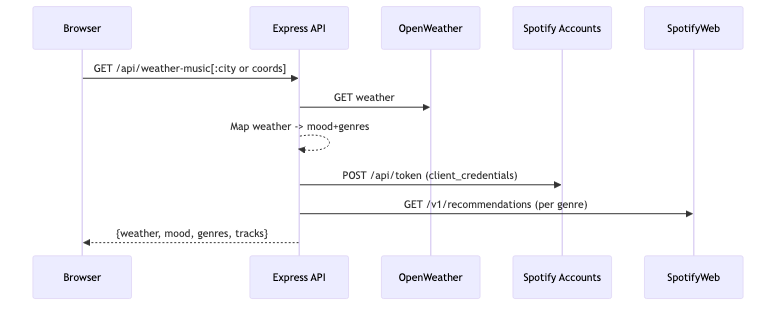 Browser
Express API
OpenWeather
Spotify Accounts
SpotifyWeb
GET /api/weather-music[:city or coords]
GET weather
Map weather -> mood+genres
POST /api/token (client_credentials)
GET /v1/recommendations (per genre)
{weather, mood, genres, tracks}
Browser
Express API
OpenWeather
Spotify Accounts
SpotifyWeb